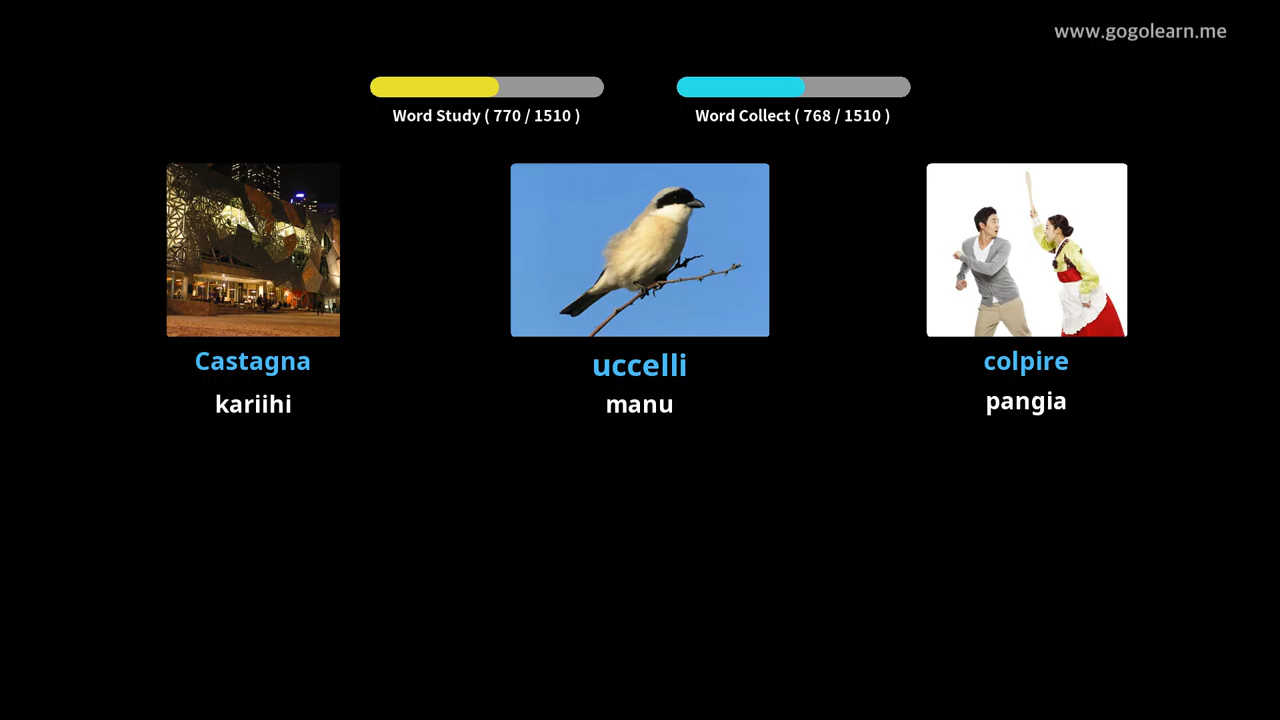 www.gogolearn.me
Word Study ( 770 / 1510 )
Word Collect ( 768 / 1510 )
Castagna
uccelli
colpire
kariihi
manu
pangia